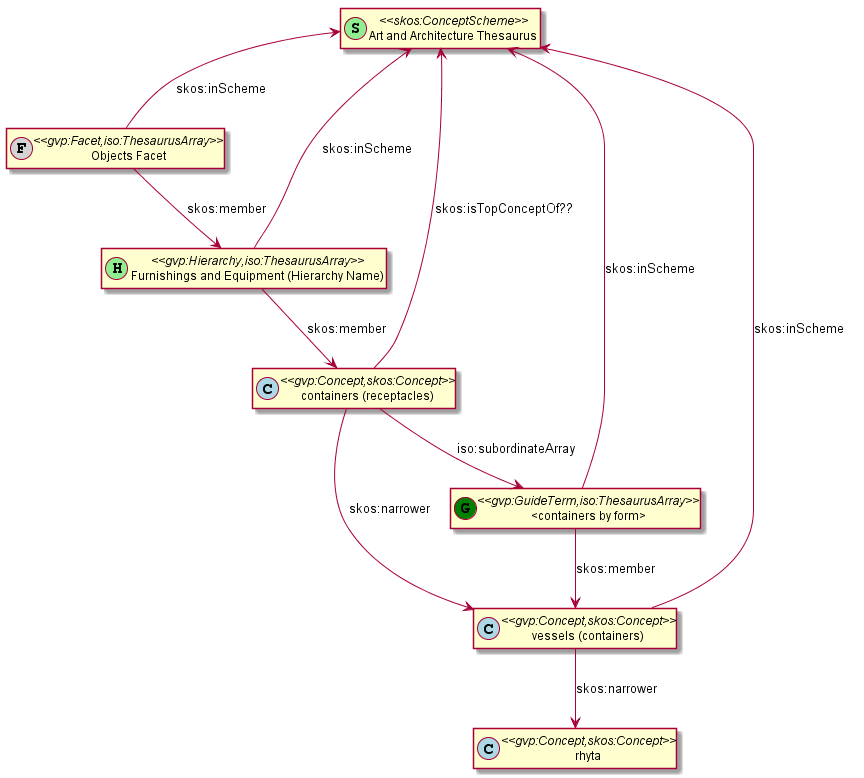 S
<<skos:ConceptScheme>>
Art and Architecture Thesaurus
skos:inScheme
F
<<gvp:Facet,iso:ThesaurusArray>>
Objects Facet
skos:inScheme
skos:member
skos:isTopConceptOf??
H
<<gvp:Hierarchy,iso:ThesaurusArray>>
Furnishings and Equipment (Hierarchy Name)
skos:inScheme
skos:member
skos:inScheme
C
<<gvp:Concept,skos:Concept>>
containers (receptacles)
iso:subordinateArray
skos:narrower
G
<<gvp:GuideTerm,iso:ThesaurusArray>>
<containers by form>
skos:member
C
<<gvp:Concept,skos:Concept>>
vessels (containers)
skos:narrower
C
<<gvp:Concept,skos:Concept>>
rhyta